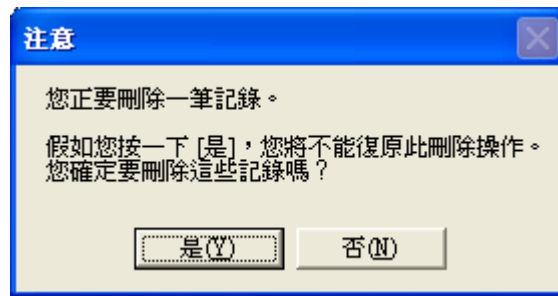 注意
您正要刪除一筆記錄。
假如您按一下 [是]，您將不能復原此刪除操作。
您確定要刪除這些記錄嗎？
是(Y)
否(N)